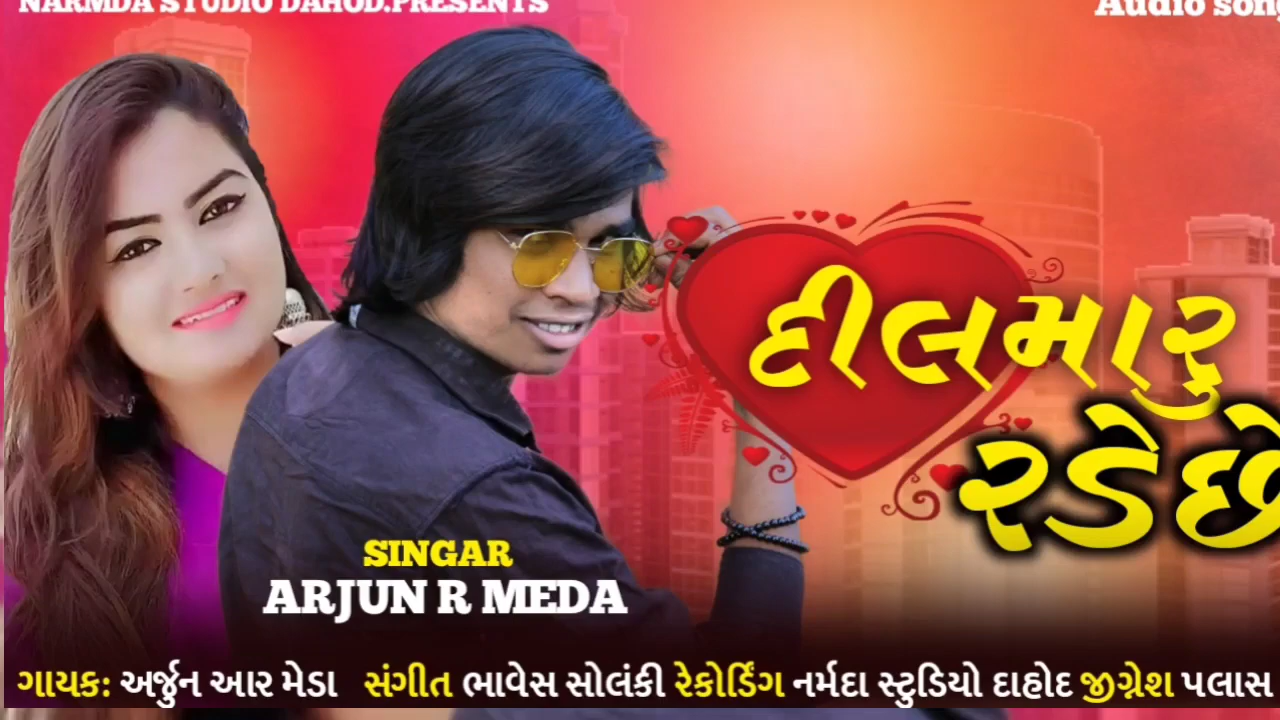 NARMDA STUDIO DAHOD.PRESENTS
Audio song
દીલમારુ
રડેછે
SINGAR
ARJUN R MEDA
ગાયક: અર્જુન આર મેડા સંગીત ભાવેસ સોલંકી રેકોર્ડિંગ નર્મદા સ્ટુડિયો દાહોદ જીગ્નેશ પલાસ